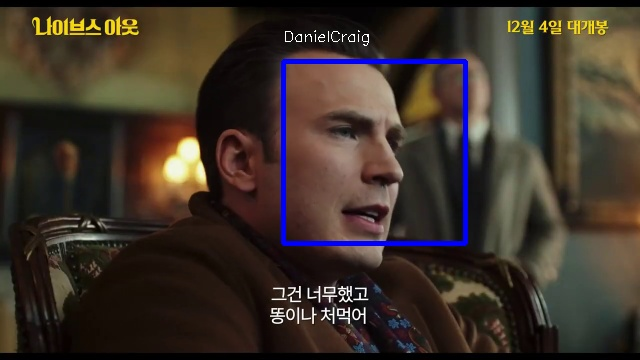 나이브스 아웃
12월 4일 대개봉
DanielCraig
그건 너무했고
똥이나 처먹어